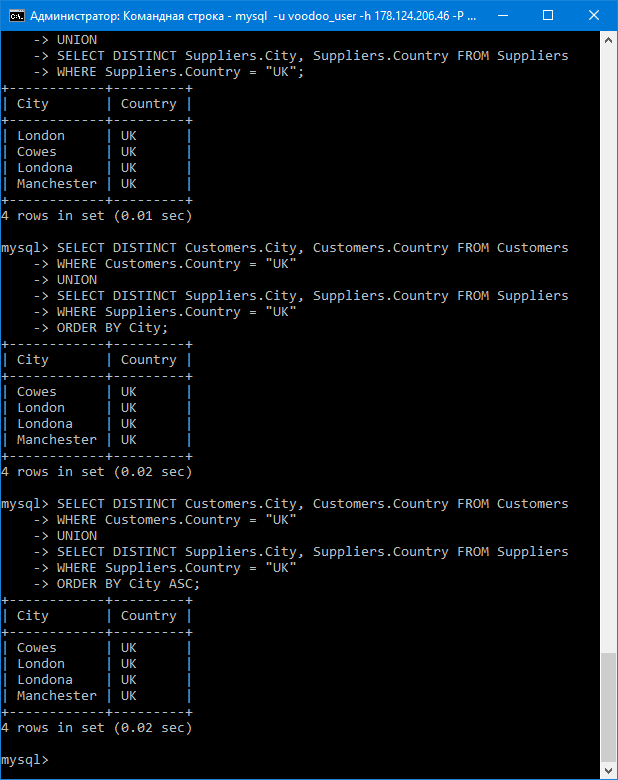 Администратор: Командная строка - mysql -u voodoo_user -h 178.124.206.46 -P ...
    -> UNION
    -> SELECT DISTINCT Suppliers.City, Suppliers.Country FROM Suppliers
    -> WHERE Suppliers.Country = "UK";
+------------+---------+
| City       | Country |
+------------+---------+
| London     | UK      |
| Cowes      | UK      |
| Londona    | UK      |
| Manchester | UK      |
+------------+---------+
4 rows in set (0.01 sec)

mysql> SELECT DISTINCT Customers.City, Customers.Country FROM Customers
    -> WHERE Customers.Country = "UK"
    -> UNION
    -> SELECT DISTINCT Suppliers.City, Suppliers.Country FROM Suppliers
    -> WHERE Suppliers.Country = "UK"
    -> ORDER BY City;
+------------+---------+
| City       | Country |
+------------+---------+
| Cowes      | UK      |
| London     | UK      |
| Londona    | UK      |
| Manchester | UK      |
+------------+---------+
4 rows in set (0.02 sec)

mysql> SELECT DISTINCT Customers.City, Customers.Country FROM Customers
    -> WHERE Customers.Country = "UK"
    -> UNION
    -> SELECT DISTINCT Suppliers.City, Suppliers.Country FROM Suppliers
    -> WHERE Suppliers.Country = "UK"
    -> ORDER BY City ASC;
+------------+---------+
| City       | Country |
+------------+---------+
| Cowes      | UK      |
| London     | UK      |
| Londona    | UK      |
| Manchester | UK      |
+------------+---------+
4 rows in set (0.02 sec)

mysql>